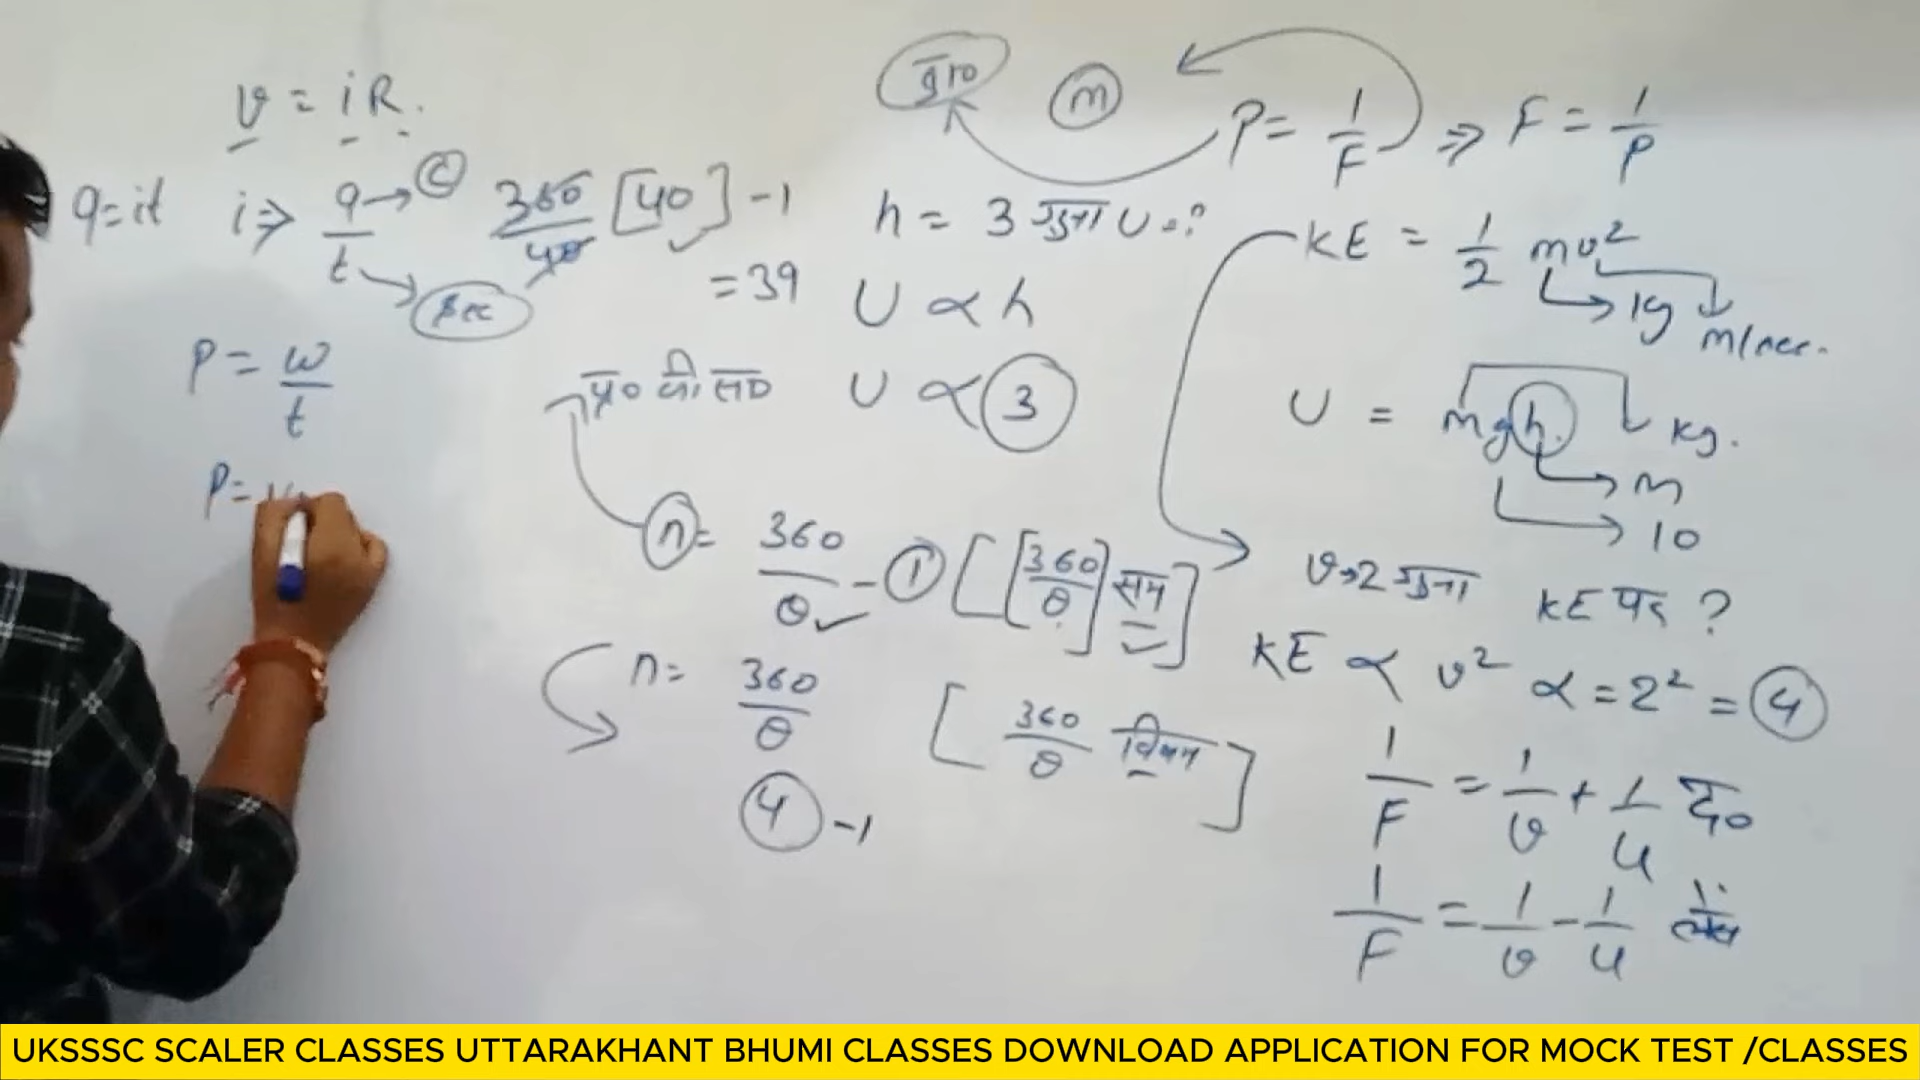 v = iR.
q = it i ⇒ q/t → C
sec
360/40 [40] - 1
= 39
P = w/t
P =
m
P = 1/F ⇒ F = 1/P
h = 3 गुना U = ?
U ∝ h
U ∝ 3
n = 360/θ - 1 [[360/θ] सम]
n = 360/θ [360/θ विषम]
4 - 1
KE = 1/2 mv²
kg m/sec.
U = mgh.
kg.
m
10
v → 2 गुना KE पर ?
KE ∝ v² ∝ = 2² = 4
1/F = 1/v + 1/u द0
1/F = 1/v - 1/u
UKSSSC SCALER CLASSES UTTARAKHANT BHUMI CLASSES DOWNLOAD APPLICATION FOR MOCK TEST /CLASSES